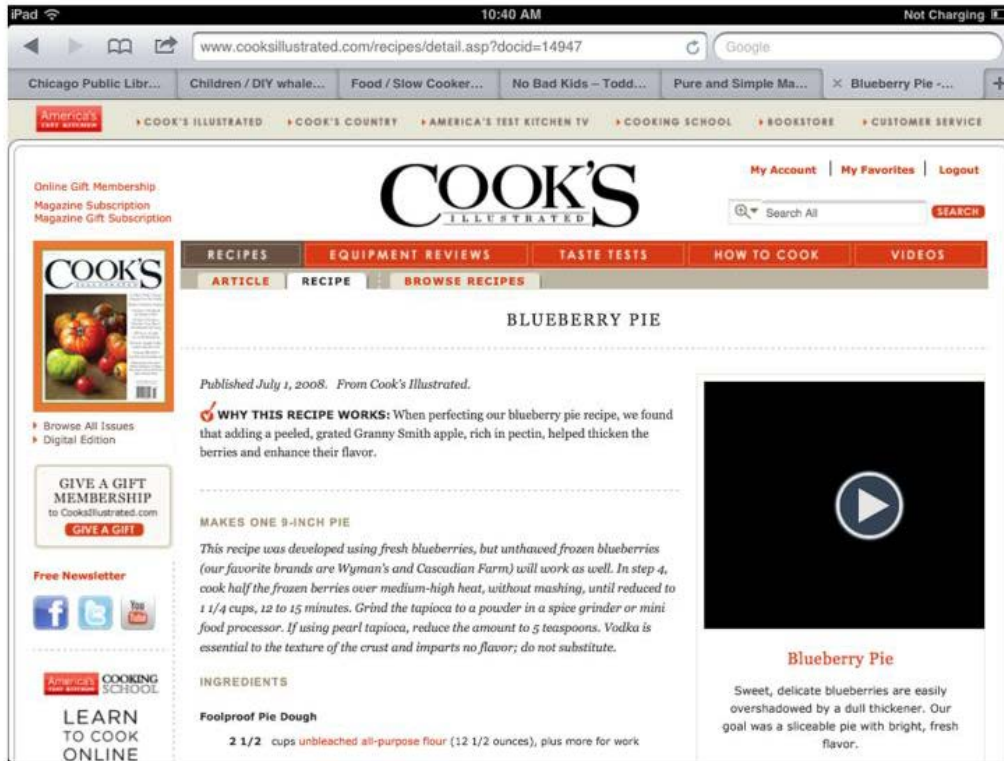 iPad
10:40 AM
Not Charging
www.cooksillustrated.com/recipes/detail.asp?docid=14947
Google
Chicago Public Libr...
Children / DIY whale...
Food / Slow Cooker...
No Bad Kids – Todd...
Pure and Simple Ma...
Blueberry Pie -...
America's
TEST KITCHEN
COOK'S ILLUSTRATED
COOK'S COUNTRY
AMERICA'S TEST KITCHEN TV
COOKING SCHOOL
BOOKSTORE
CUSTOMER SERVICE
Online Gift Membership
Magazine Subscription
Magazine Gift Subscription
COOK'S
ILLUSTRATED
My Account | My Favorites | Logout
Search All
SEARCH
RECIPES
EQUIPMENT REVIEWS
TASTE TESTS
HOW TO COOK
VIDEOS
ARTICLE
RECIPE
BROWSE RECIPES
COOK'S
Browse All Issues
Digital Edition
GIVE A GIFT
MEMBERSHIP
to CooksIllustrated.com
GIVE A GIFT
Free Newsletter
You
America's
TEST KITCHEN
COOKING
SCHOOL
LEARN
TO COOK
ONLINE
BLUEBERRY PIE
Published July 1, 2008. From Cook's Illustrated.
WHY THIS RECIPE WORKS: When perfecting our blueberry pie recipe, we found
that adding a peeled, grated Granny Smith apple, rich in pectin, helped thicken the
berries and enhance their flavor.
MAKES ONE 9-INCH PIE
This recipe was developed using fresh blueberries, but unthawed frozen blueberries
(our favorite brands are Wyman's and Cascadian Farm) will work as well. In step 4,
cook half the frozen berries over medium-high heat, without mashing, until reduced to
1 1/4 cups, 12 to 15 minutes. Grind the tapioca to a powder in a spice grinder or mini
food processor. If using pearl tapioca, reduce the amount to 5 teaspoons. Vodka is
essential to the texture of the crust and imparts no flavor; do not substitute.
INGREDIENTS
Foolproof Pie Dough
2 1/2 cups unbleached all-purpose flour (12 1/2 ounces), plus more for work
Blueberry Pie
Sweet, delicate blueberries are easily
overshadowed by a dull thickener. Our
goal was a sliceable pie with bright, fresh
flavor.